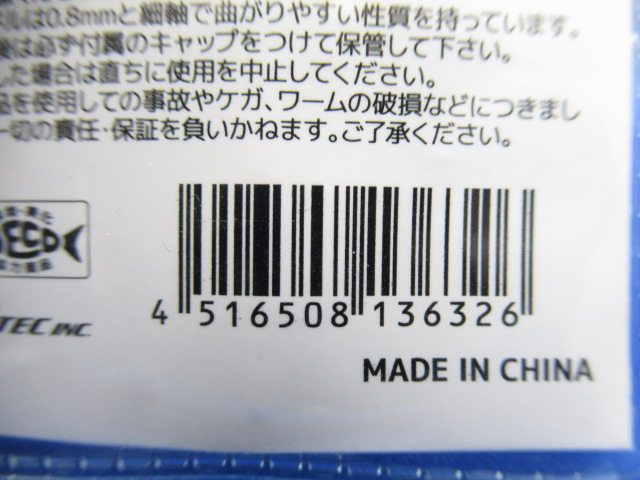 ルは0.8mmと細軸で曲がりやすい性質を持っています。
後は必ず付属のキャップをつけて保管して下さい。
した場合は直ちに使用を中止してください。
品を使用しての事故やケガ、ワームの破損などにつきまし
一切の責任・保証を負いかねます。ご了承ください。
ECO
TEC INC.
4 516508 136326
MADE IN CHINA